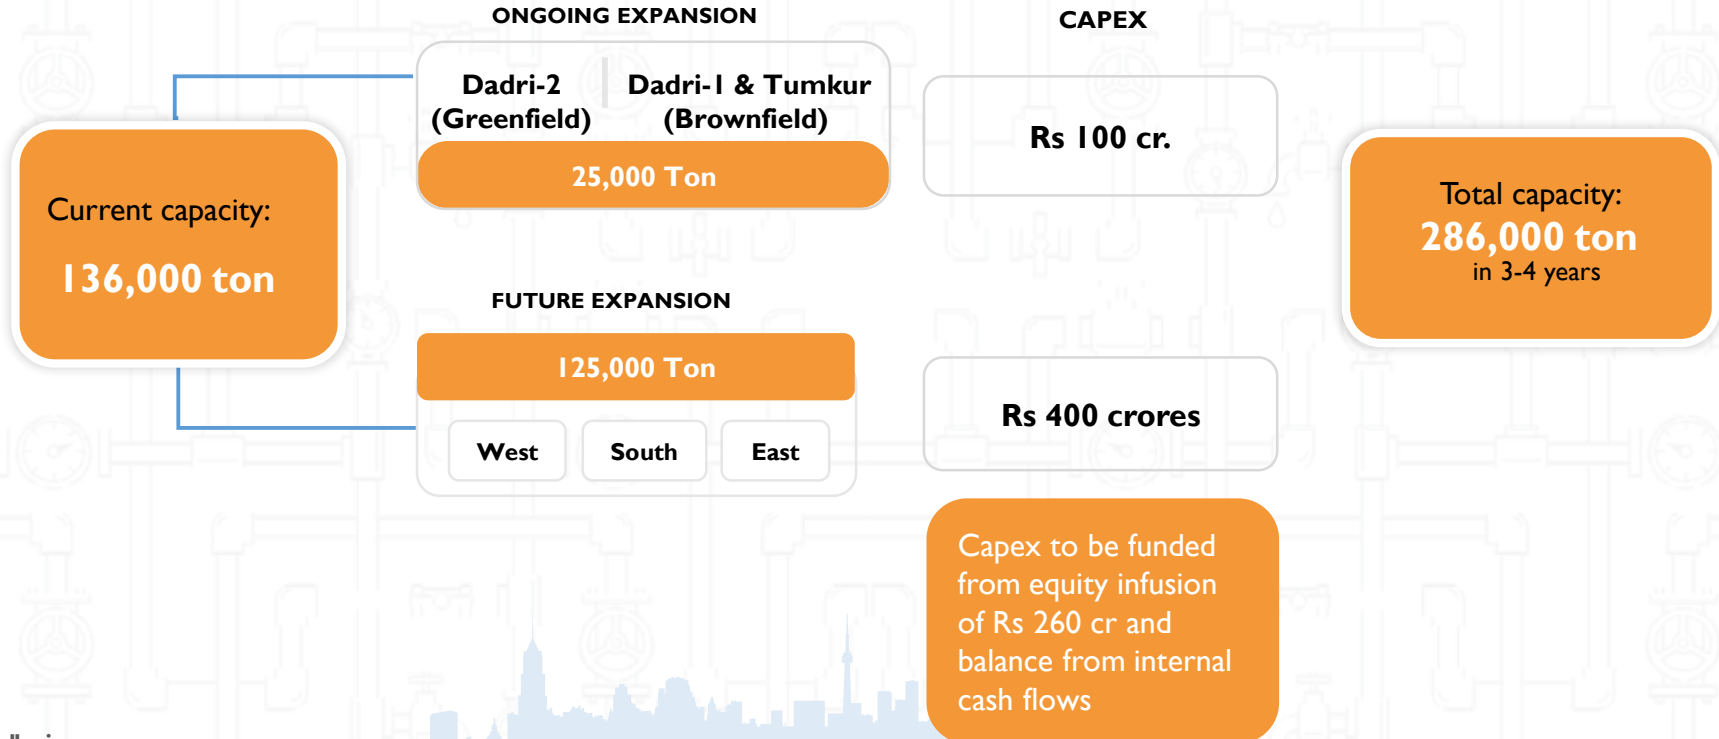 ONGOING EXPANSION
CAPEX
Dadri-2
(Greenfield)
Dadri-1 & Tumkur
(Brownfield)
25,000 Ton
Rs 100 cr.
Current capacity:
136,000 ton
Total capacity:
286,000 ton
in 3-4 years
FUTURE EXPANSION
125,000 Ton
West
South
East
Rs 400 crores
Capex to be funded
from equity infusion
of Rs 260 cr and
balance from internal
cash flows